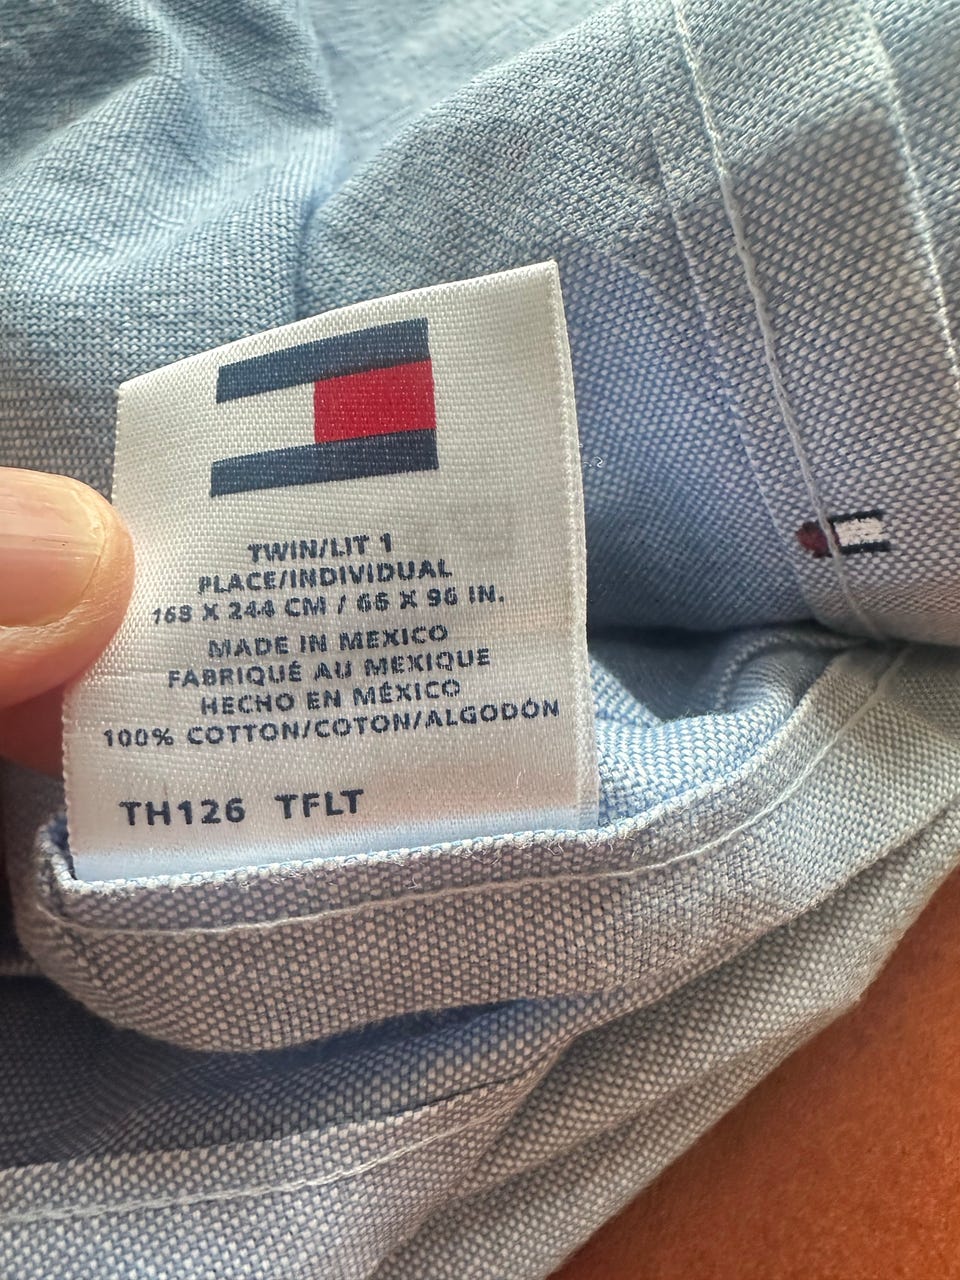 TWIN/LIT 1
PLACE/INDIVIDUAL
168 X 244 CM / 66 X 96 IN.
MADE IN MEXICO
FABRIQUÉ AU MEXIQUE
HECHO EN MÉXICO
100% COTTON/COTON/ALGODÓN
TH126 TFLT